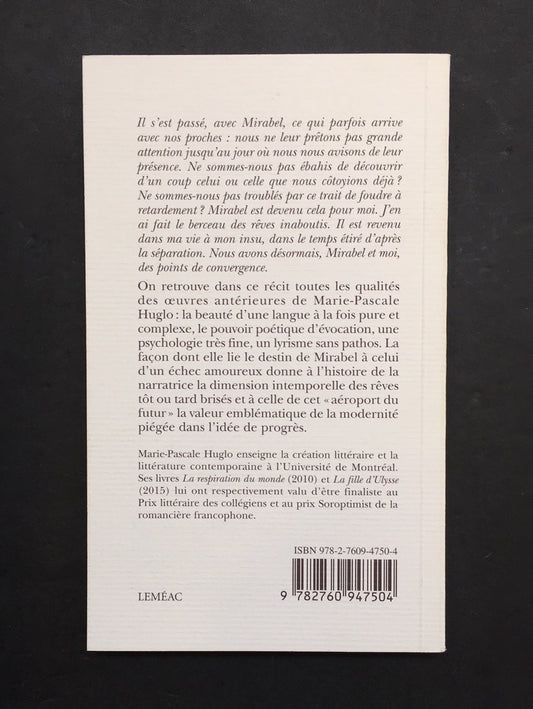 Il s'est passé, avec Mirabel, ce qui parfois arrive
avec nos proches : nous ne leur prêtons pas grande
attention jusqu'au jour où nous nous avisons de leur
présence. Ne sommes-nous pas ébahis de découvrir
d'un coup celui ou celle que nous côtoyions déjà ?
Ne sommes-nous pas troublés par ce trait de foudre à
retardement ? Mirabel est devenu cela pour moi. J'en
ai fait le berceau des rêves inaboutis. Il est revenu
dans ma vie à mon insu, dans le temps étiré d'après
la séparation. Nous avons désormais, Mirabel et moi,
des points de convergence.
On retrouve dans ce récit toutes les qualités
des œuvres antérieures de Marie-Pascale
Huglo : la beauté d'une langue à la fois pure et
complexe, le pouvoir poétique d'évocation, une
psychologie très fine, un lyrisme sans pathos. La
façon dont elle lie le destin de Mirabel à celui
d'un échec amoureux donne à l'histoire de la
narratrice la dimension intemporelle des rêves
tôt ou tard brisés et à celle de cet « aéroport du
futur » la valeur emblématique de la modernité
piégée dans l'idée de progrès.
Marie-Pascale Huglo enseigne la création littéraire et la
littérature contemporaine à l'Université de Montréal.
Ses livres La respiration du monde (2010) et La fille d'Ulysse
(2015) lui ont respectivement valu d'être finaliste au
Prix littéraire des collégiens et au prix Soroptimist de la
romancière francophone.
ISBN 978-2-7609-4750-4
9 782760 947504
LEMÉAC